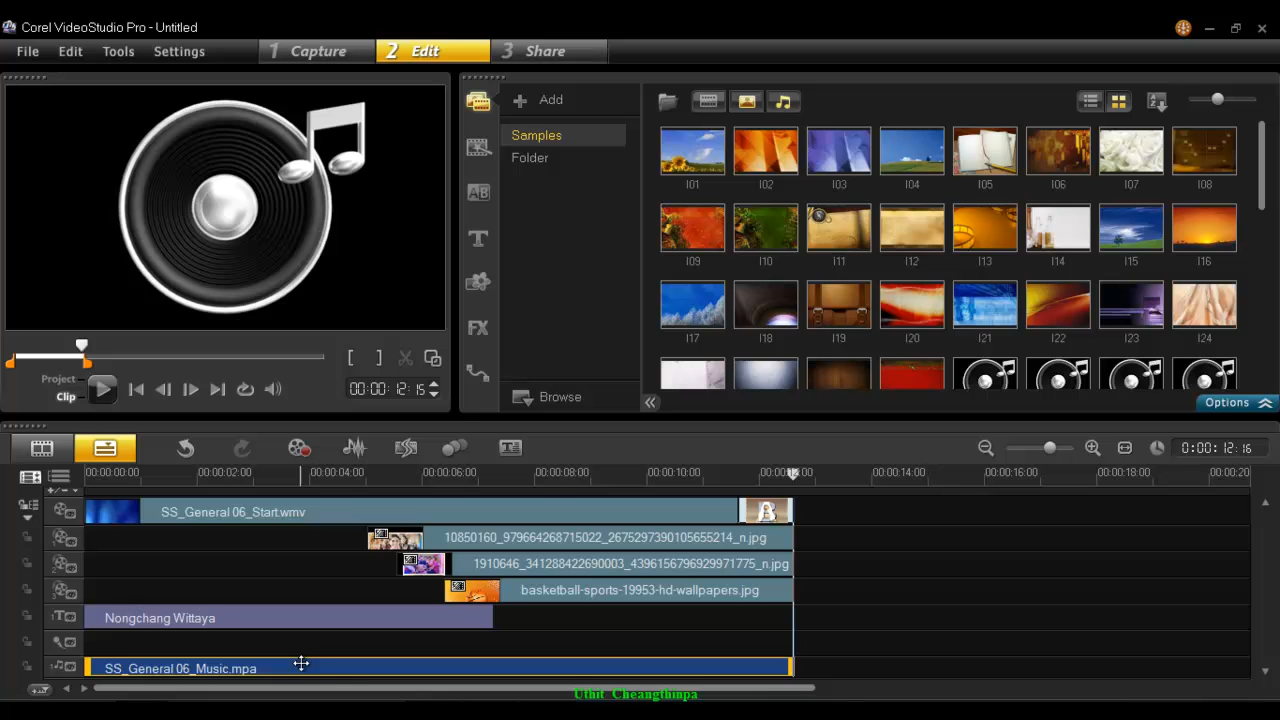 Corel VideoStudio Pro - Untitled
File Edit Tools Settings 1 Capture 2 Edit 3 Share
Add
Samples
Folder
Browse
I01 I02 I03 I04 I05 I06 I07 I08
I09 I10 I11 I12 I13 I14 I15 I16
I17 I18 I19 I20 I21 I22 I23 I24
Options
Project
Clip
00:00:12:15
0:00:12:16
00:00:00:00 00:00:02:00 00:00:04:00 00:00:06:00 00:00:08:00 00:00:10:00 00:00:14:00 00:00:16:00 00:00:18:00 00:00:20
SS_General 06_Start.wmv
10850160_979664268715022_2675297390105655214_n.jpg
1910646_341288422690003_4396156796929971775_n.jpg
basketball-sports-19953-hd-wallpapers.jpg
Nongchang Wittaya
SS_General 06_Music.mpa
Uthit Cheangthinpa